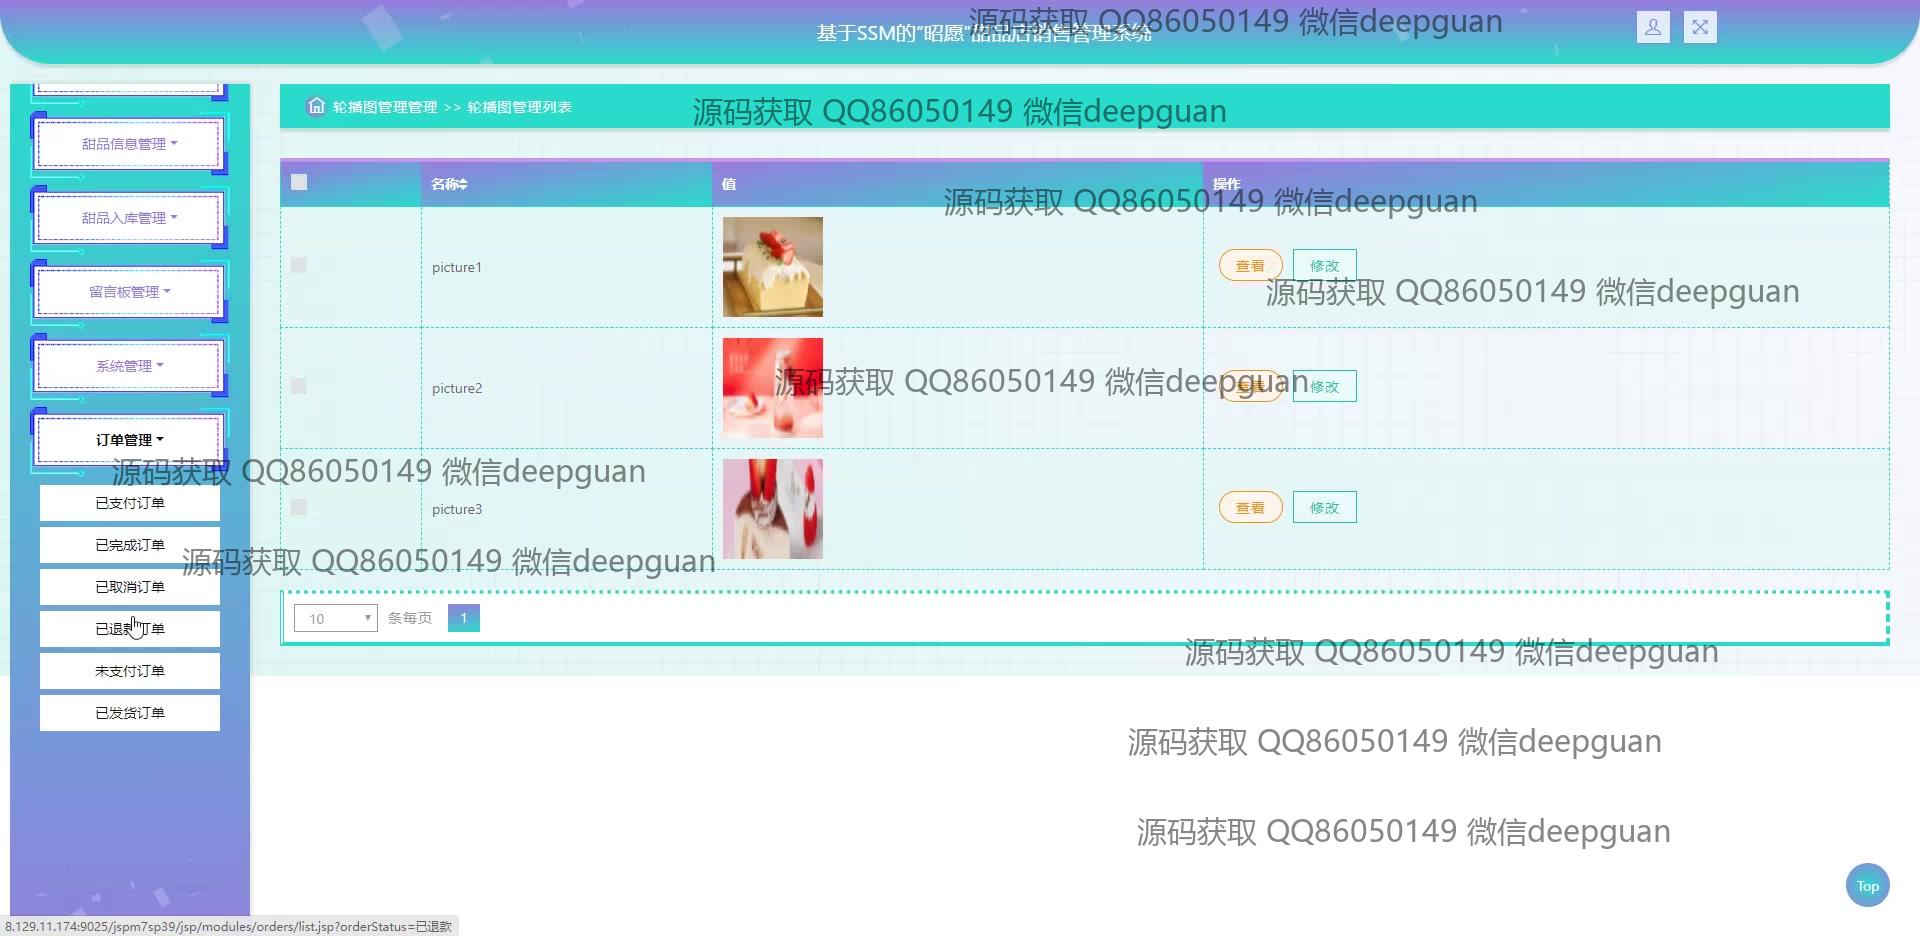 源码获取 QQ86050149 微信deepguan
基于SSM的“昭愿”甜品店销售管理系统
轮播图管理管理 >> 轮播图管理列表
源码获取 QQ86050149 微信deepguan
甜品信息管理
甜品入库管理
留言板管理
系统管理
订单管理
已支付订单
已完成订单
已取消订单
已退款订单
未支付订单
已发货订单
名称 值 操作
源码获取 QQ86050149 微信deepguan
picture1 查看 修改
源码获取 QQ86050149 微信deepguan
picture2 查看 修改
源码获取 QQ86050149 微信deepguan
源码获取 QQ86050149 微信deepguan
picture3 查看 修改
源码获取 QQ86050149 微信deepguan
10 条每页 1
源码获取 QQ86050149 微信deepguan
源码获取 QQ86050149 微信deepguan
源码获取 QQ86050149 微信deepguan
Top
8.129.11.174:9025/jspm7sp39/jsp/modules/orders/list.jsp?orderStatus=已退款